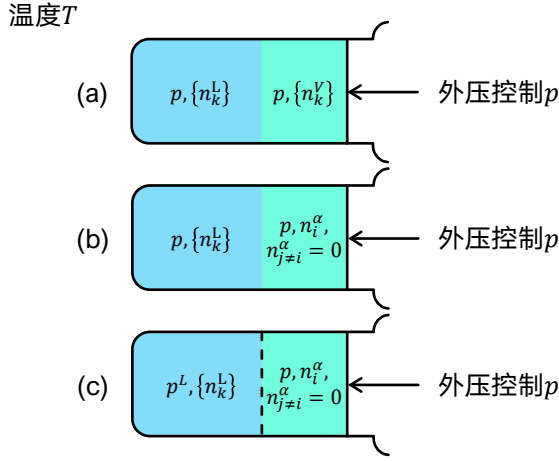 温度T
(a) p, {n_k^L} p, {n_k^V} 外压控制p
(b) p, {n_k^L} p, n_i^α, 外压控制p
n_{j≠i}^α = 0
(c) p^L, {n_k^L} p, n_i^α, 外压控制p
n_{j≠i}^α = 0